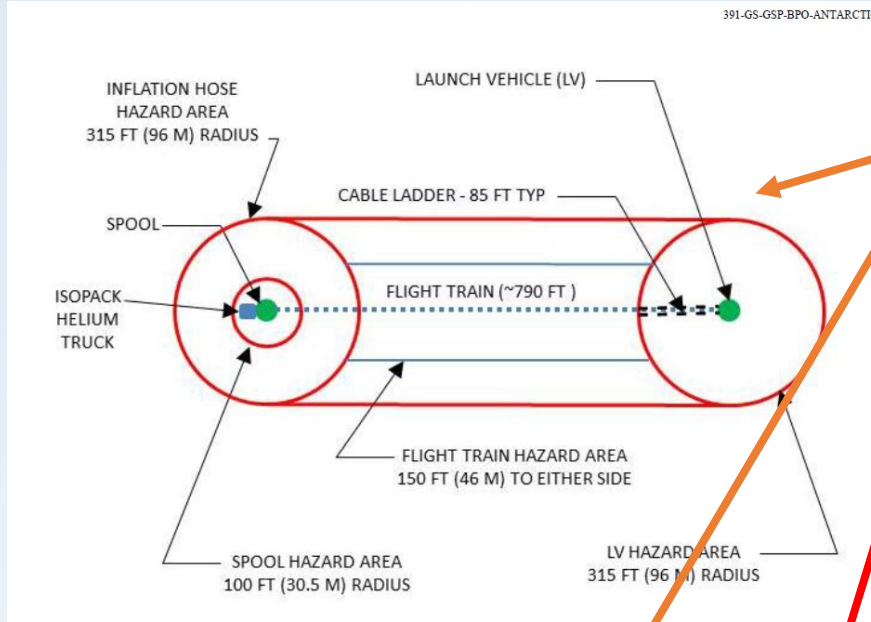 391-GS-GSP-BPO-ANTARCTI
INFLATION HOSE
HAZARD AREA
315 FT (96 M) RADIUS
LAUNCH VEHICLE (LV)
CABLE LADDER - 85 FT TYP
SPOOL
ISOPACK
HELIUM
TRUCK
FLIGHT TRAIN (~790 FT )
FLIGHT TRAIN HAZARD AREA
150 FT (46 M) TO EITHER SIDE
SPOOL HAZARD AREA
100 FT (30.5 M) RADIUS
LV HAZARD AREA
315 FT (96 M) RADIUS